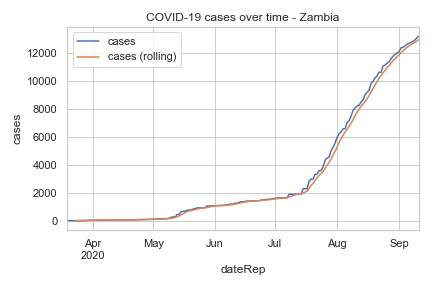 COVID-19 cases over time - Zambia
cases
cases (rolling)
12000
10000
8000
6000
4000
2000
0
cases
Apr
2020
May
Jun
Jul
Aug
Sep
dateRep